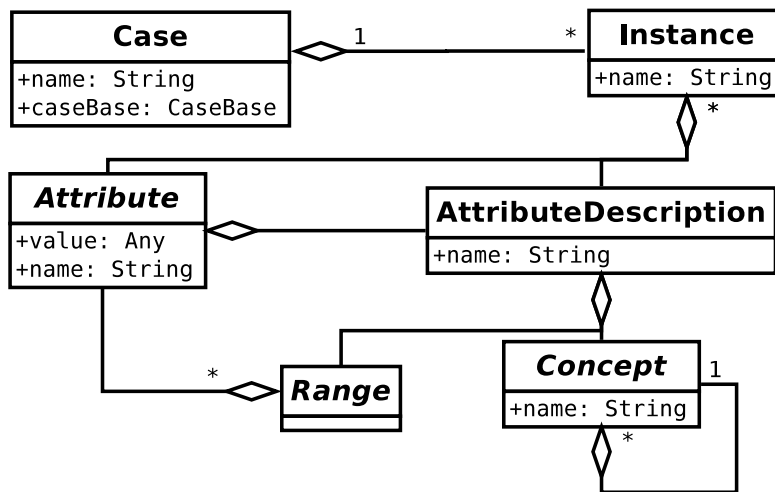 Case
+name: String
+caseBase: CaseBase
1
*
Instance
+name: String
*
Attribute
+value: Any
+name: String
AttributeDescription
+name: String
*
Range
Concept
+name: String
1
*